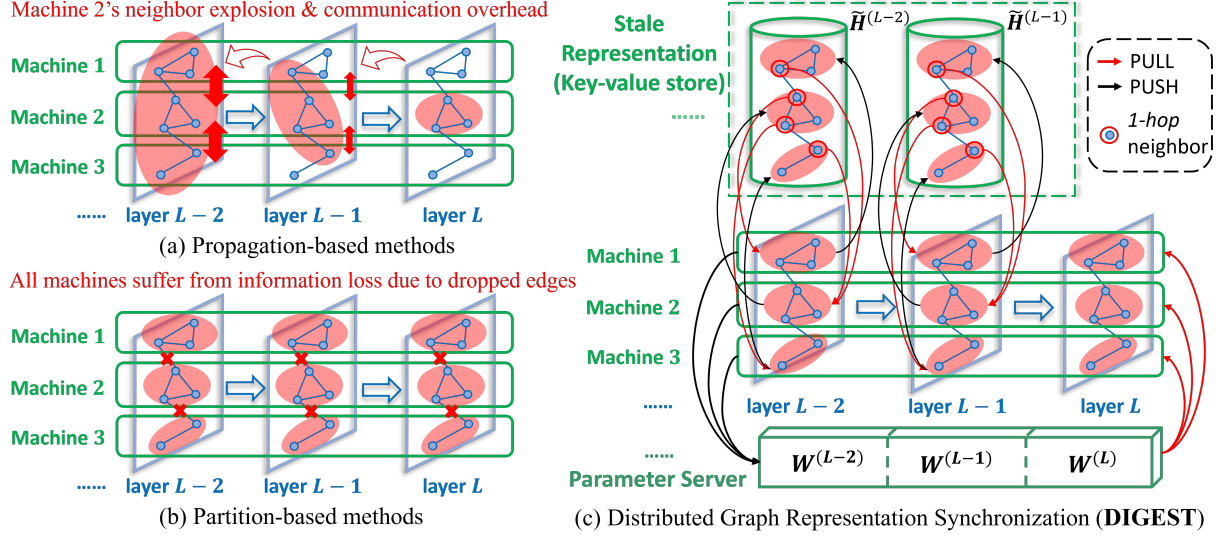 Machine 2's neighbor explosion & communication overhead
Machine 1
Machine 2
Machine 3
...... layer L − 2 layer L − 1 layer L
(a) Propagation-based methods
All machines suffer from information loss due to dropped edges
Machine 1
Machine 2
Machine 3
...... layer L − 2 layer L − 1 layer L
(b) Partition-based methods
Stale
Representation
(Key-value store)
......
H̃^(L−2) H̃^(L−1)
PULL
PUSH
1-hop
neighbor
Machine 1
Machine 2
Machine 3
...... layer L − 2 layer L − 1 layer L
......
Parameter Server
W^(L−2) W^(L−1) W^(L)
(c) Distributed Graph Representation Synchronization (DIGEST)